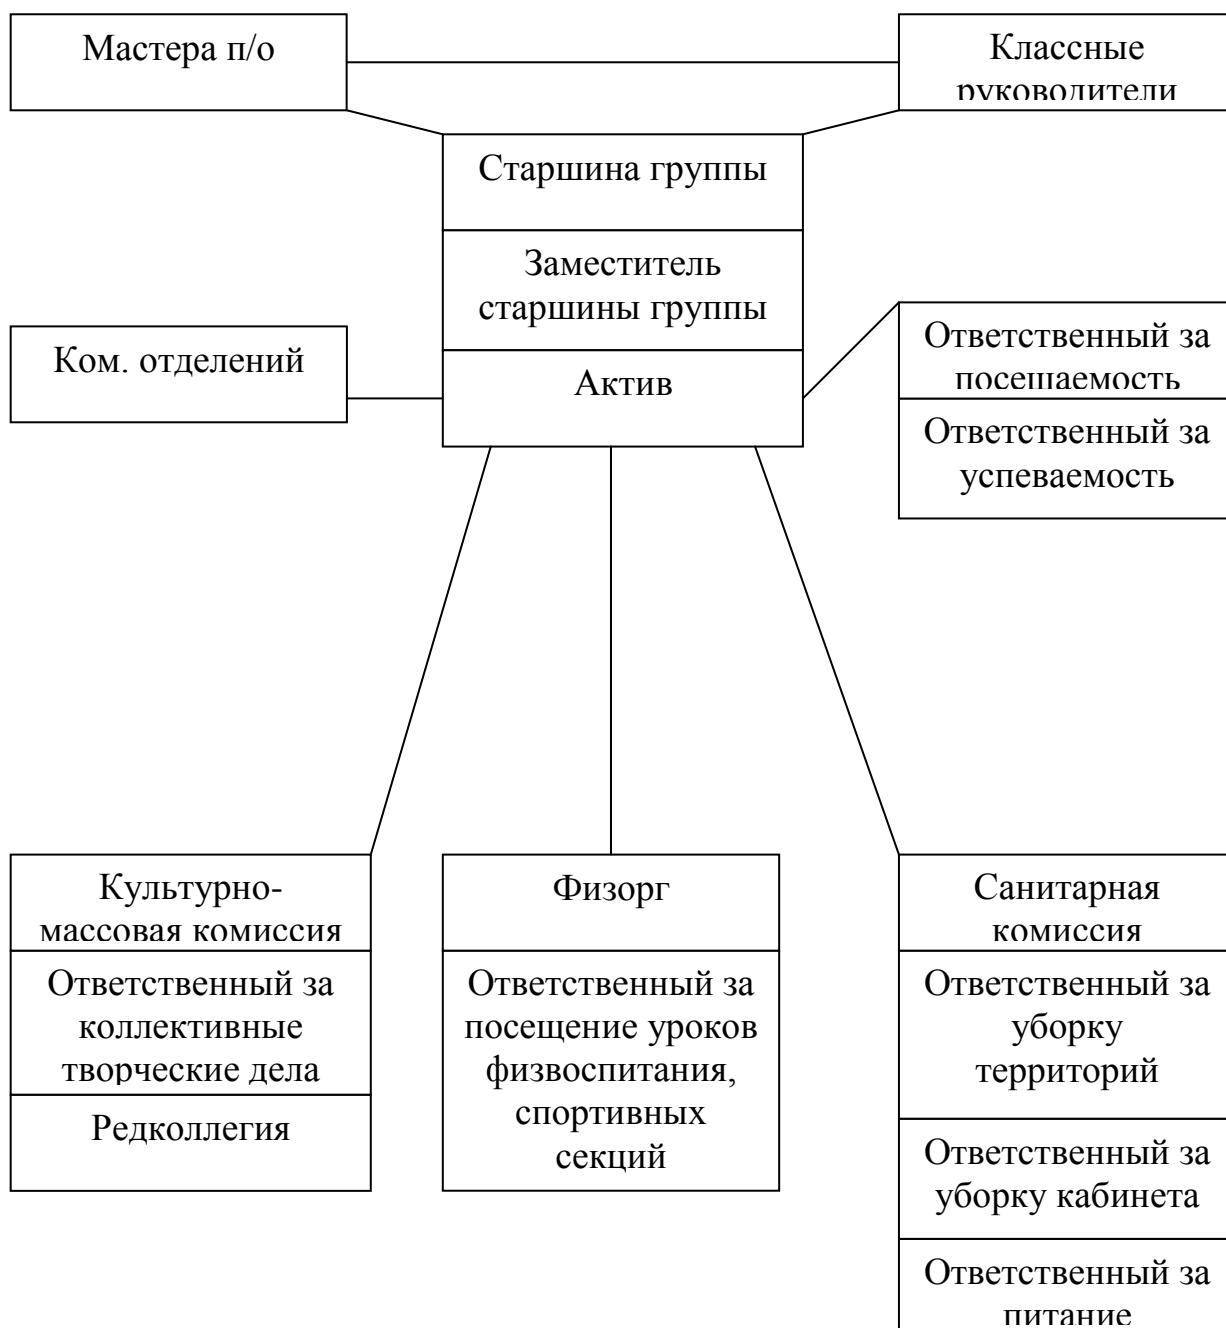 Мастера п/о
Классные
руководители
Старшина группы
Заместитель
старшины группы
Актив
Ком. отделений
Ответственный за
посещаемость
Ответственный за
успеваемость
Культурно-
массовая комиссия
Ответственный за
коллективные
творческие дела
Редколлегия
Физорг
Ответственный за
посещение уроков
физвоспитания,
спортивных
секций
Санитарная
комиссия
Ответственный за
уборку
территорий
Ответственный за
уборку кабинета
Ответственный за
питание